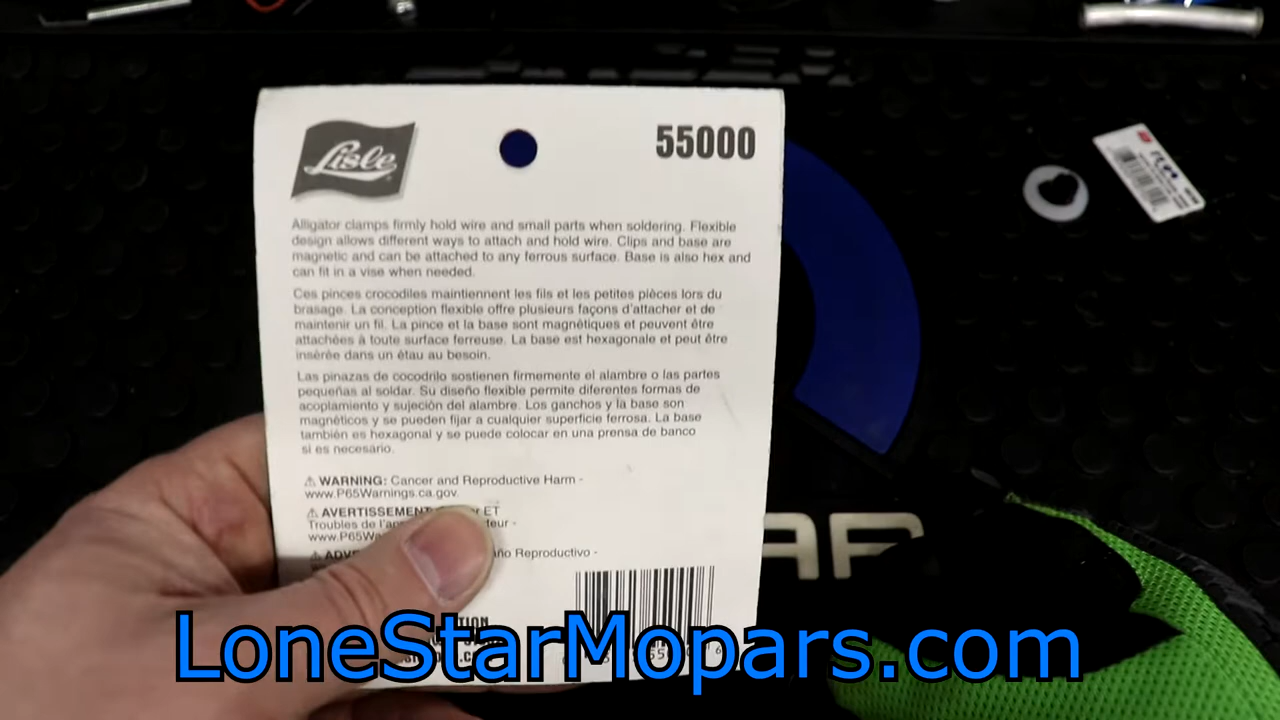 Lisle
55000
Alligator clamps firmly hold wire and small parts when soldering. Flexible
design allows different ways to attach and hold wire. Clips and base are
magnetic and can be attached to any ferrous surface. Base is also hex and
can fit in a vise when needed.
Ces pinces crocodiles maintiennent les fils et les petites pièces lors du
brasage. La conception flexible offre plusieurs façons d'attacher et de
maintenir un fil. La pince et la base sont magnétiques et peuvent être
attachées à toute surface ferreuse. La base est hexagonale et peut être
insérée dans un étau au besoin.
Las pinazas de cocodrilo sostienen firmemente el alambre o las partes
pequeñas al soldar. Su diseño flexible permite diferentes formas de
acoplamiento y sujeción del alambre. Los ganchos y la base son
magnéticos y se pueden fijar a cualquier superficie ferrosa. La base
también es hexagonal y se puede colocar en una prensa de banco
si es necesario.
⚠ WARNING: Cancer and Reproductive Harm -
www.P65Warnings.ca.gov.
⚠ AVERTISSEMENT ET
Troubles de
Reproductivo -
LoneStarMopars.com